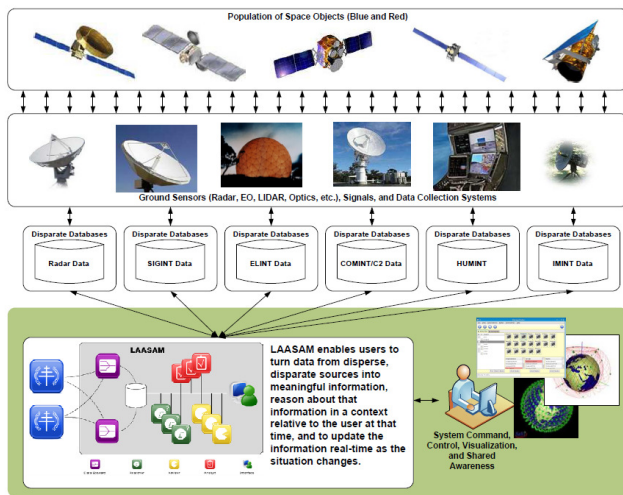 Population of Space Objects (Blue and Red)
Ground Sensors (Radar, EO, LIDAR, Optics, etc.), Signals, and Data Collection Systems
Disparate Databases
Disparate Databases
Disparate Databases
Disparate Databases
Disparate Databases
Disparate Databases
Radar Data
SIGINT Data
ELINT Data
COMINT/C2 Data
HUMINT
IMINT Data
LAASAM
LAASAM enables users to
turn data from disperse,
disparate sources into
meaningful information,
reason about that
information in a context
relative to the user at that
time, and to update the
information real-time as the
situation changes.
System Command,
Control, Visualization,
and Shared
Awareness